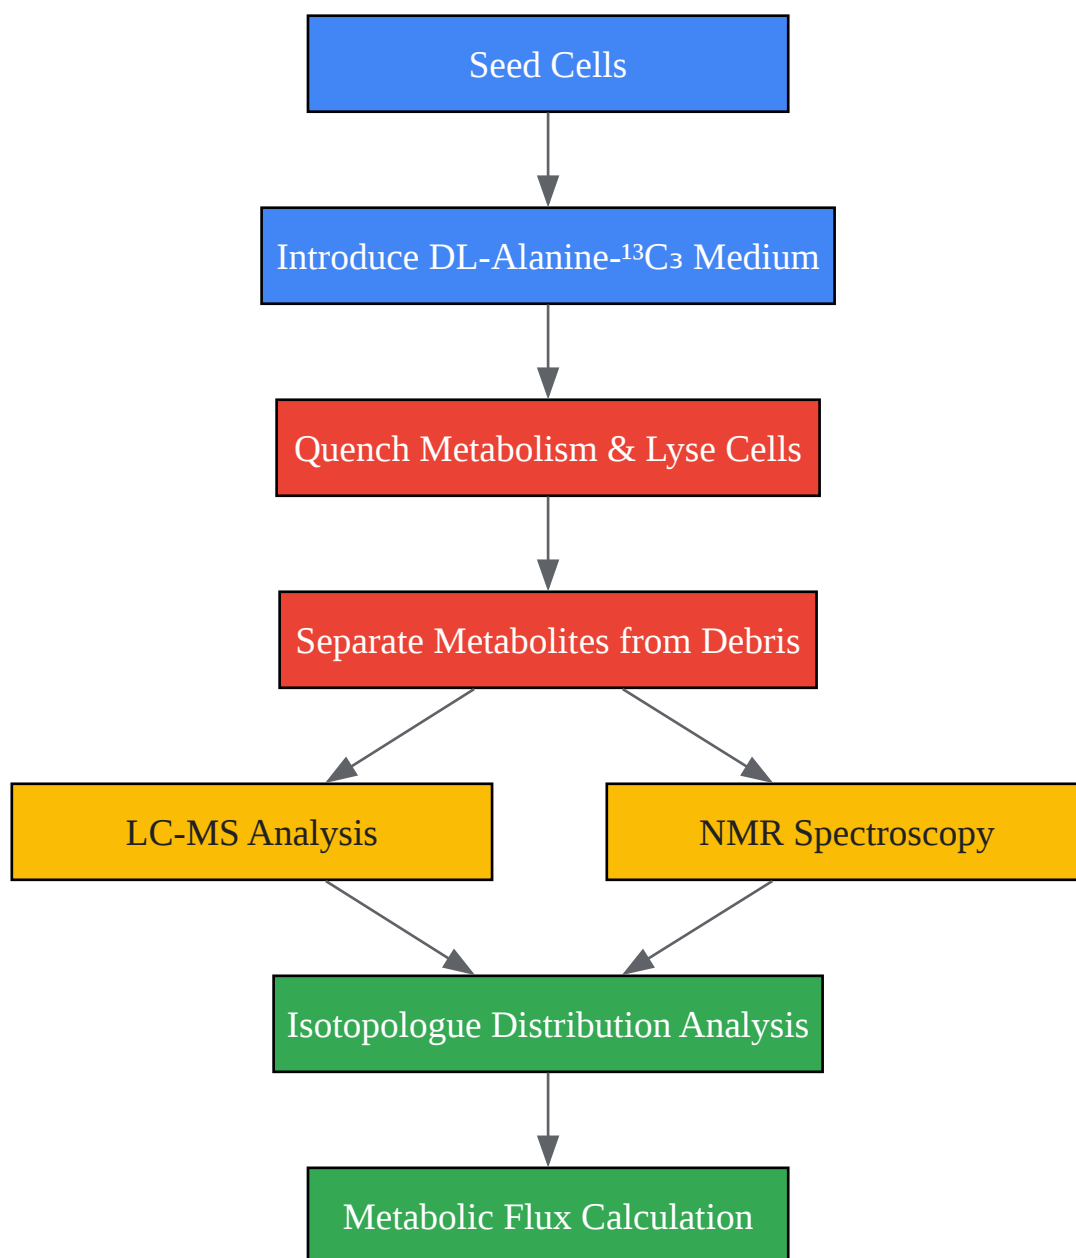 Seed Cells
Introduce DL-Alanine-¹³C₃ Medium
Quench Metabolism & Lyse Cells
Separate Metabolites from Debris
LC-MS Analysis
NMR Spectroscopy
Isotopologue Distribution Analysis
Metabolic Flux Calculation